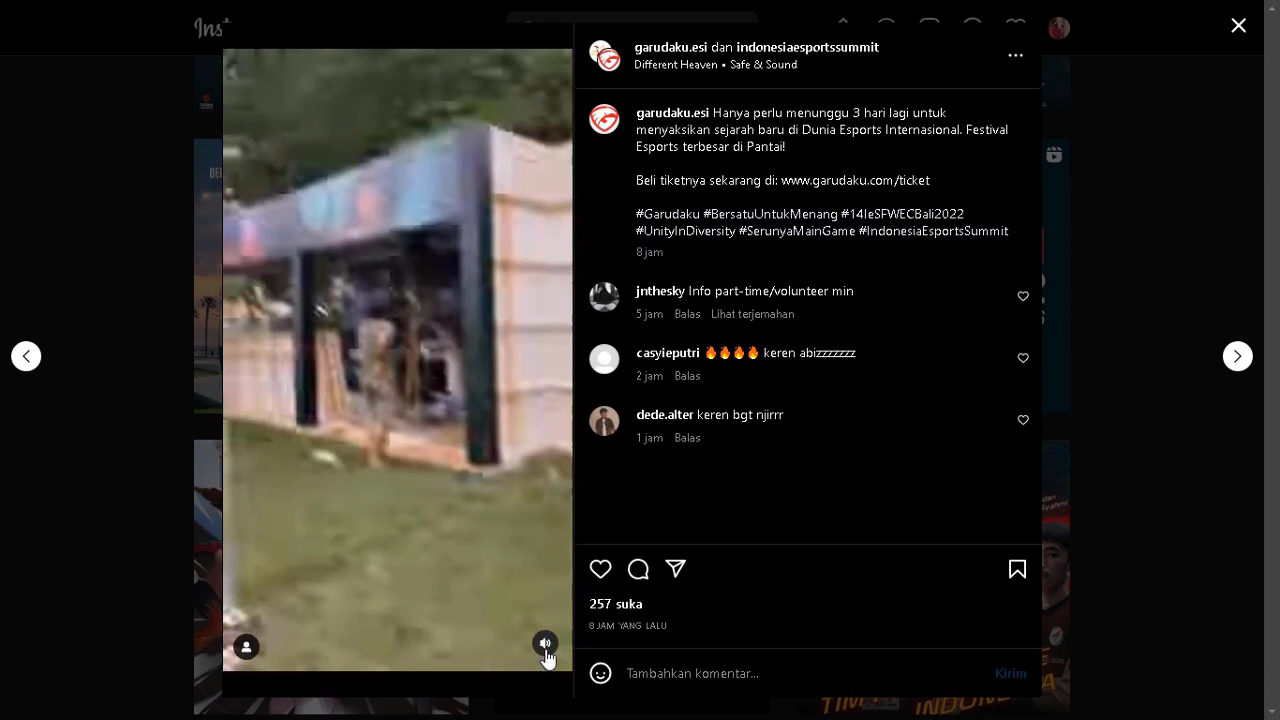 Inst
garudaku.esi dan indonesiaesportssummit
Different Heaven • Safe & Sound
garudaku.esi Hanya perlu menunggu 3 hari lagi untuk
menyaksikan sejarah baru di Dunia Esports Internasional. Festival
Esports terbesar di Pantai!
Beli tiketnya sekarang di: www.garudaku.com/ticket
#Garudaku #BersatuUntukMenang #14IeSFWECBali2022
#UnityInDiversity #SerunyaMainGame #IndonesiaEsportsSummit
8 jam
jnthesky Info part-time/volunteer min
5 jam Balas Lihat terjemahan
casyieputri 🔥🔥🔥🔥 keren abizzzzzzz
2 jam Balas
dede.alter keren bgt njirrr
1 jam Balas
257 suka
8 JAM YANG LALU
Tambahkan komentar...
Kirim